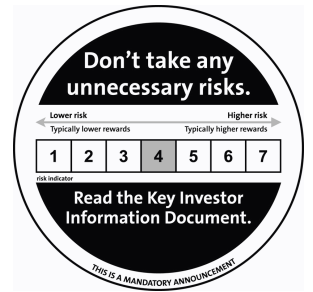 Don't take any
unnecessary risks.
Lower risk Higher risk
Typically lower rewards Typically higher rewards
1 2 3 4 5 6 7
risk indicator
Read the Key Investor
Information Document.
THIS IS A MANDATORY ANNOUNCEMENT